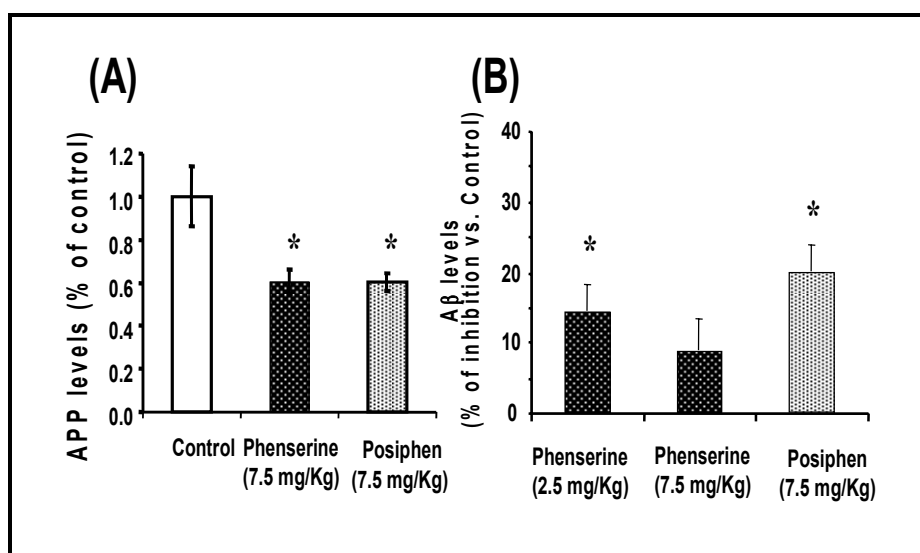 (A)
APP levels (% of control)
1.2
1.0
0.8
0.6
0.4
0.2
0.0
*
*
Control
Phenserine
(7.5 mg/Kg)
Posiphen
(7.5 mg/Kg)
(B)
Aβ levels
(% of inhibition vs. Control)
40
30
20
10
0
*
*
Phenserine
(2.5 mg/Kg)
Phenserine
(7.5 mg/Kg)
Posiphen
(7.5 mg/Kg)